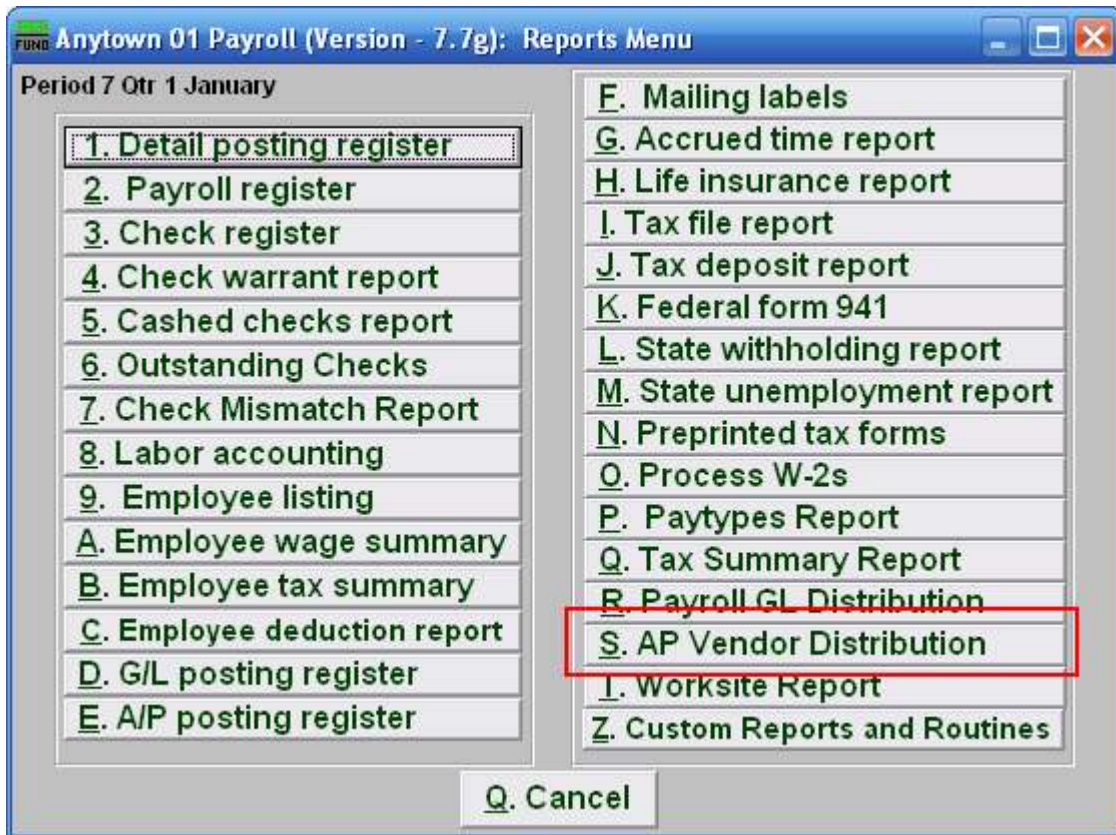 FUND Anytown 01 Payroll (Version - 7.7g): Reports Menu
Period 7 Qtr 1 January
1. Detail posting register
2. Payroll register
3. Check register
4. Check warrant report
5. Cashed checks report
6. Outstanding Checks
7. Check Mismatch Report
8. Labor accounting
9. Employee listing
A. Employee wage summary
B. Employee tax summary
C. Employee deduction report
D. G/L posting register
E. A/P posting register
F. Mailing labels
G. Accrued time report
H. Life insurance report
I. Tax file report
J. Tax deposit report
K. Federal form 941
L. State withholding report
M. State unemployment report
N. Preprinted tax forms
O. Process W-2s
P. Paytypes Report
Q. Tax Summary Report
R. Payroll GL Distribution
S. AP Vendor Distribution
T. Worksite Report
Z. Custom Reports and Routines
Q. Cancel